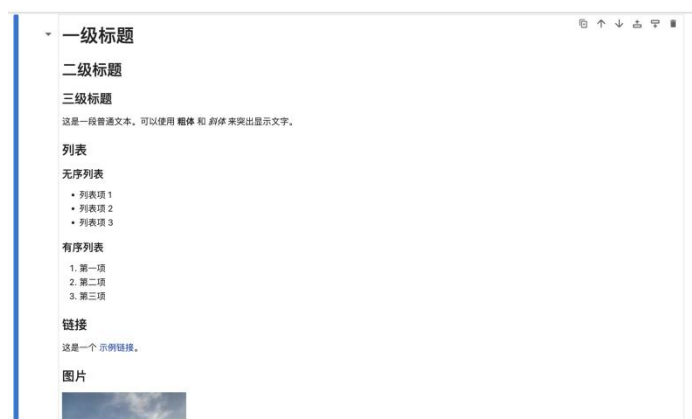 一级标题
二级标题
三级标题
这是一段普通文本。可以使用 粗体 和 斜体 来突出显示文字。
列表
无序列表
• 列表项 1
• 列表项 2
• 列表项 3
有序列表
1. 第一项
2. 第二项
3. 第三项
链接
这是一个 示例链接。
图片